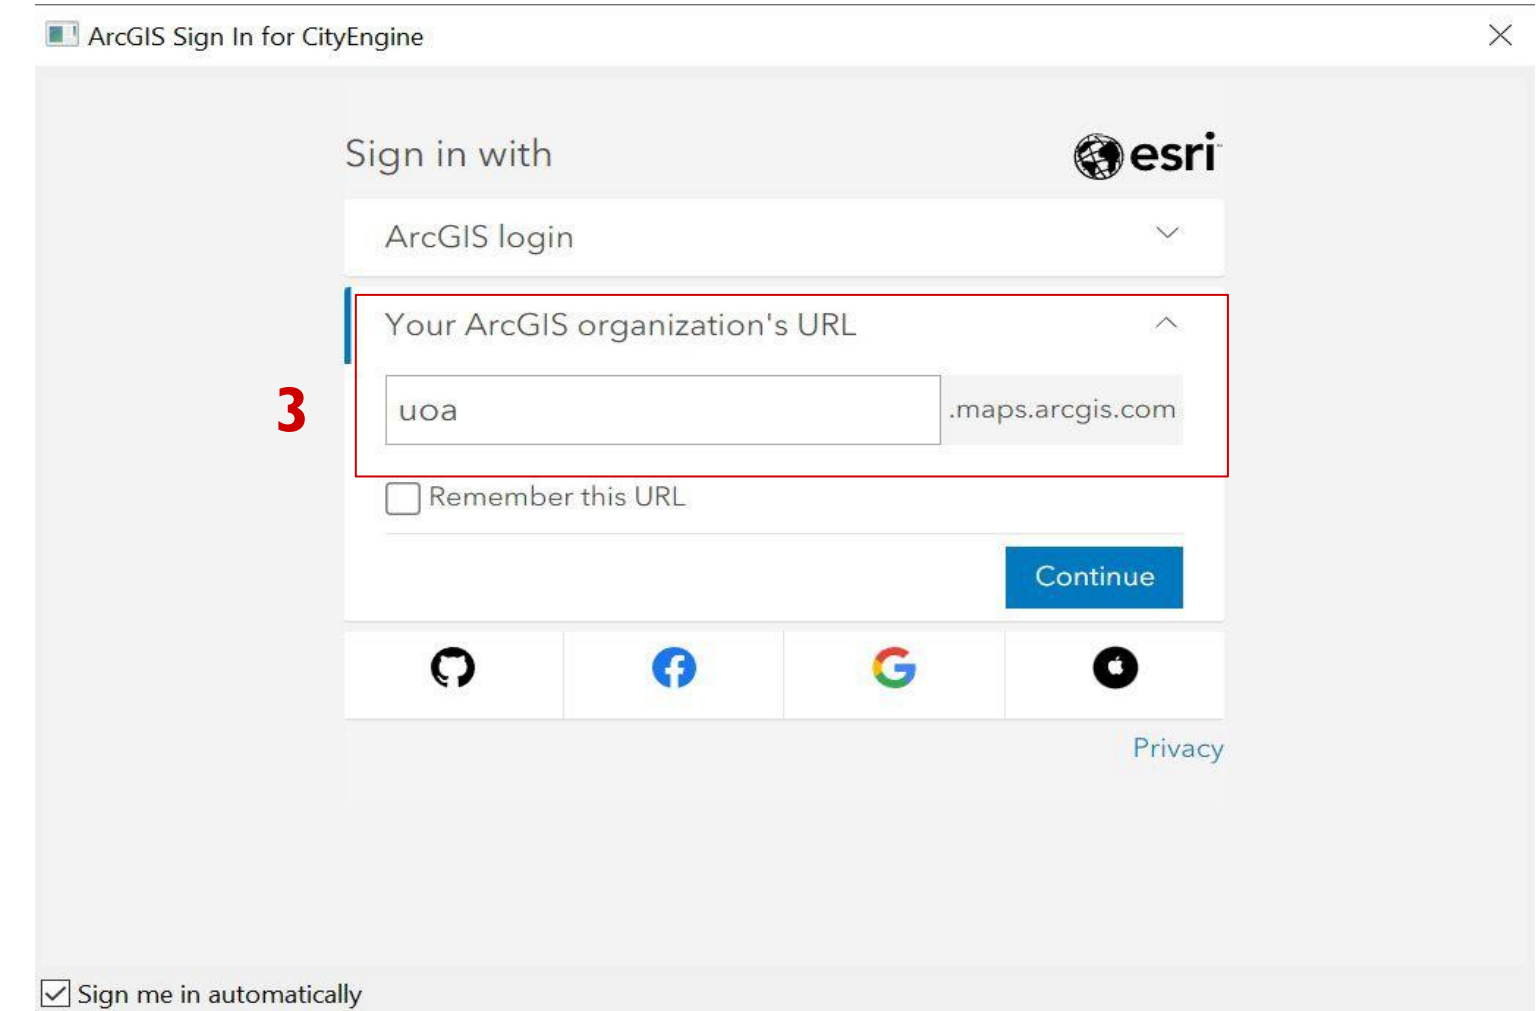 ArcGIS Sign In for CityEngine
Sign in with
esri
ArcGIS login
Your ArcGIS organization's URL
3
uoa
.maps.arcgis.com
Remember this URL
Continue
Privacy
Sign me in automatically